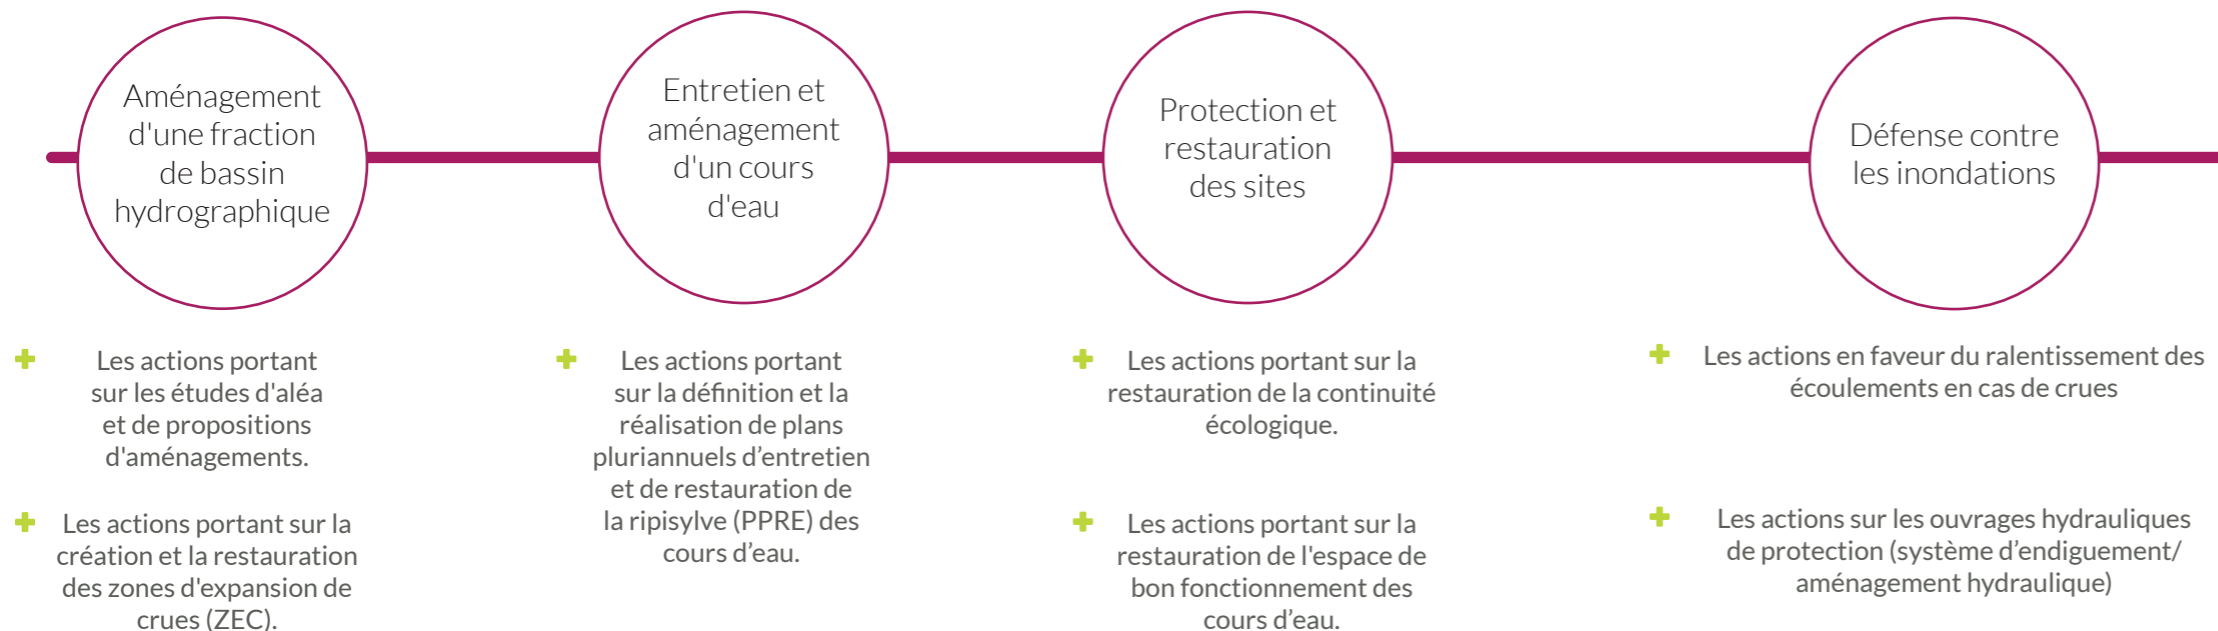 Aménagement
d'une fraction
de bassin
hydrographique
Entretien et
aménagement
d'un cours
d'eau
Protection et
restauration
des sites
Défense contre
les inondations
Les actions portant
sur les études d'aléa
et de propositions
d'aménagements.
Les actions portant sur la
création et la restauration
des zones d'expansion de
crues (ZEC).
Les actions portant
sur la définition et la
réalisation de plans
pluriannuels d’entretien
et de restauration de
la ripisylve (PPRE) des
cours d’eau.
Les actions portant sur la
restauration de la continuité
écologique.
Les actions portant sur la
restauration de l'espace de
bon fonctionnement des
cours d’eau.
Les actions en faveur du ralentissement des
écoulements en cas de crues
Les actions sur les ouvrages hydrauliques
de protection (système d’endiguement/
aménagement hydraulique)